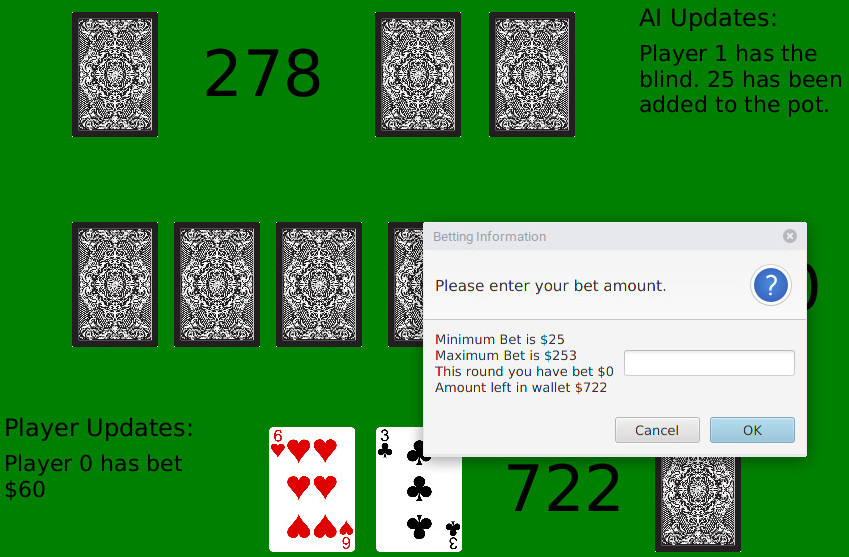 AI Updates:
278
Player 1 has the
blind. 25 has been
added to the pot.
Betting Information
Please enter your bet amount.
?
0
Minimum Bet is $25
Maximum Bet is $253
This round you have bet $0
Amount left in wallet $722
Cancel
OK
Player Updates:
Player 0 has bet
$60
6
3
722
6
3